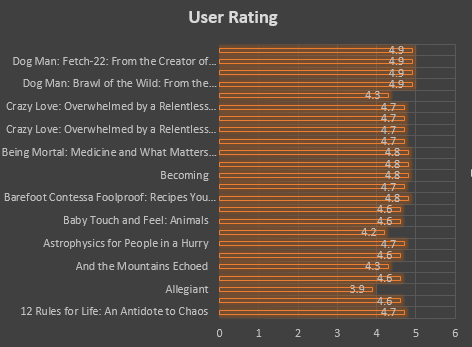 User Rating
4.9
Dog Man: Fetch-22: From the Creator of... 4.9
4.9
Dog Man: Brawl of the Wild: From the... 4.9
4.3
Crazy Love: Overwhelmed by a Relentless... 4.7
4.7
Crazy Love: Overwhelmed by a Relentless... 4.7
4.7
Being Mortal: Medicine and What Matters... 4.8
4.8
Becoming 4.8
4.7
Barefoot Contessa Foolproof: Recipes You... 4.8
4.6
Baby Touch and Feel: Animals 4.6
4.2
Astrophysics for People in a Hurry 4.7
4.6
And the Mountains Echoed 4.3
4.6
Allegiant 3.9
4.6
12 Rules for Life: An Antidote to Chaos 4.7
0 1 2 3 4 5 6